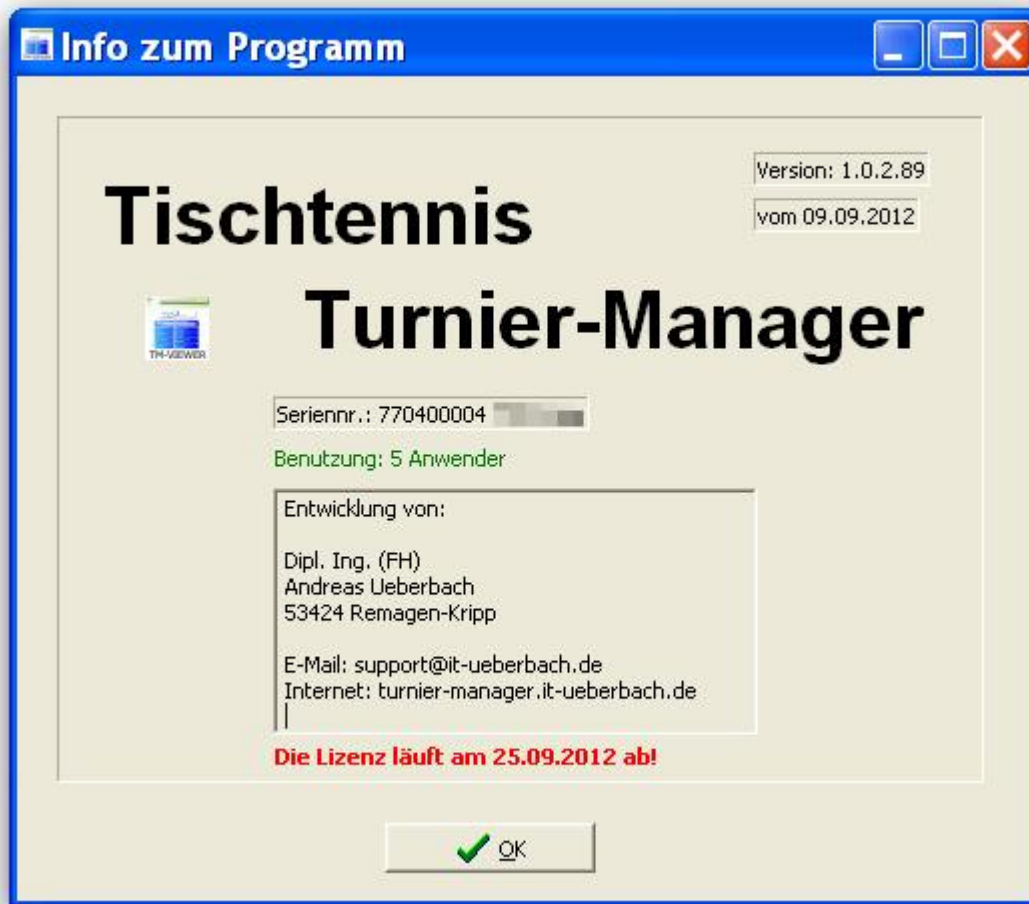 Info zum Programm
Version: 1.0.2.89
vom 09.09.2012
Tischtennis
Turnier-Manager
TM-VIEWER
Seriennr.: 770400004
Benutzung: 5 Anwender
Entwicklung von:
Dipl. Ing. (FH)
Andreas Ueberbach
53424 Remagen-Kripp
E-Mail: support@it-ueberbach.de
Internet: turnier-manager.it-ueberbach.de
Die Lizenz läuft am 25.09.2012 ab!
OK